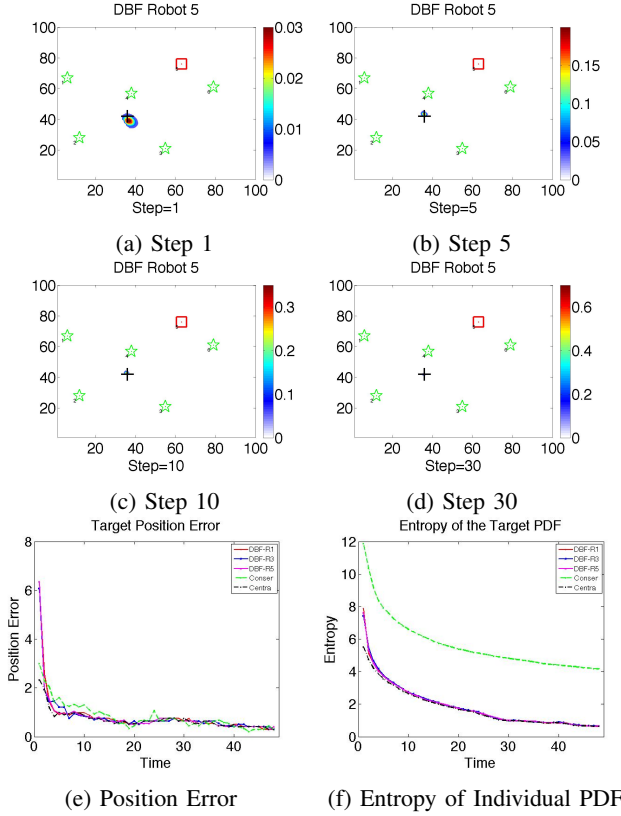 DBF Robot 5
DBF Robot 5
100
80
60
40
20
20 40 60 80 100
Step=1
0.03
0.02
0.01
0
100
80
60
40
20
20 40 60 80 100
Step=5
0.15
0.1
0.05
0
(a) Step 1
(b) Step 5
DBF Robot 5
DBF Robot 5
100
80
60
40
20
20 40 60 80 100
Step=10
0.3
0.2
0.1
0
100
80
60
40
20
20 40 60 80 100
Step=30
0.6
0.4
0.2
0
(c) Step 10
(d) Step 30
Target Position Error
8
6
4
2
0
Position Error
0 10 20 30 40
Time
DBF-R1
DBF-R3
DBF-R5
Conser
Centra
Entropy of the Target PDF
12
10
8
6
4
2
0
Entropy
0 10 20 30 40
Time
DBF-R1
DBF-R3
DBF-R5
Conser
Centra
(e) Position Error
(f) Entropy of Individual PDF